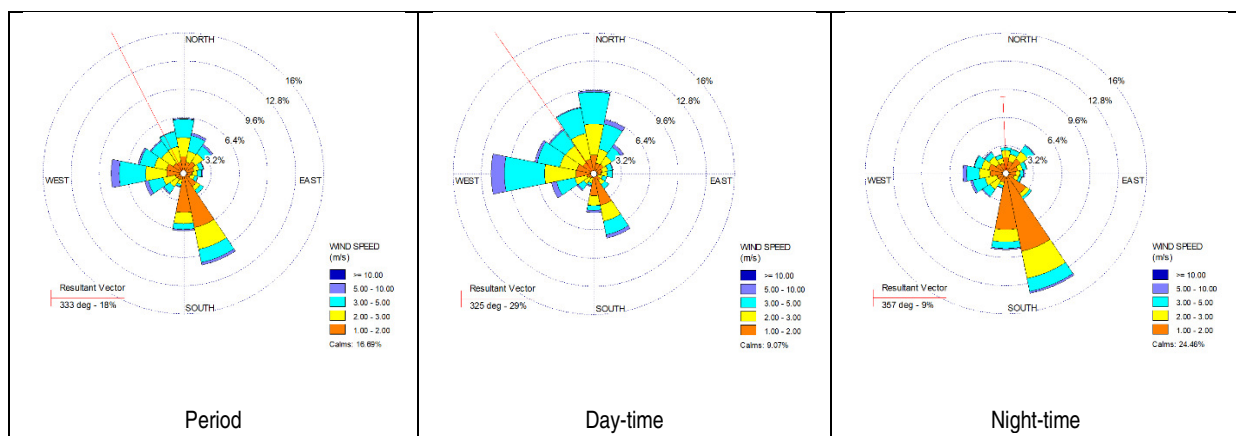 NORTH
16%
12.8%
9.6%
6.4%
3.2%
WEST
EAST
SOUTH
WIND SPEED
(m/s)
>= 10.00
5.00 - 10.00
3.00 - 5.00
2.00 - 3.00
1.00 - 2.00
Calms: 16.69%
Resultant Vector
333 deg - 18%
Period
NORTH
16%
12.8%
9.6%
6.4%
3.2%
WEST
EAST
SOUTH
WIND SPEED
(m/s)
>= 10.00
5.00 - 10.00
3.00 - 5.00
2.00 - 3.00
1.00 - 2.00
Calms: 9.07%
Resultant Vector
325 deg - 29%
Day-time
NORTH
16%
12.8%
9.6%
6.4%
3.2%
WEST
EAST
SOUTH
WIND SPEED
(m/s)
>= 10.00
5.00 - 10.00
3.00 - 5.00
2.00 - 3.00
1.00 - 2.00
Calms: 24.46%
Resultant Vector
357 deg - 9%
Night-time